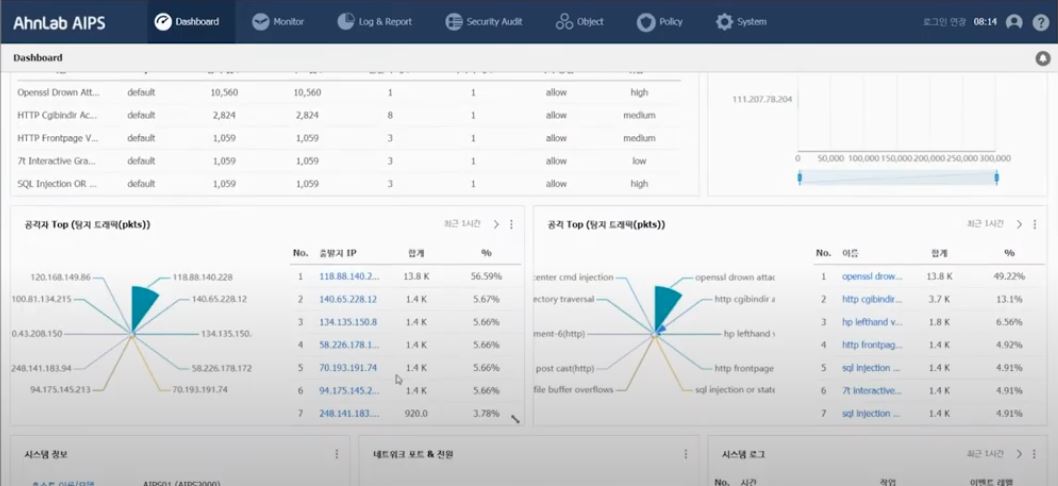 AhnLab AIPS Dashboard Monitor Log & Report Security Audit Object Policy System 로그인 연장 08:14
Dashboard
Openssl Drown Att... default 10,560 10,560 1 1 allow high
HTTP Cgibindir Ac... default 2,824 2,824 8 1 allow medium
HTTP Frontpage V... default 1,059 1,059 3 1 allow medium
7t Interactive Gra... default 1,059 1,059 3 1 allow low
SQL Injection OR ... default 1,059 1,059 3 1 allow high
111.207.78.204
0 50,000 100,000 150,000 200,000 250,000 300,000
공격자 Top (탐지 트래픽(pkts)) 최근 1시간
120.168.149.86
100.81.134.215
0.43.208.150
248.141.183.94
94.175.145.213
118.88.140.228
140.65.228.12
134.135.150.
58.226.178.172
70.193.191.74
No. 출발지 IP 합계 %
1 118.88.140.2... 13.8 K 56.59%
2 140.65.228.12 1.4 K 5.67%
3 134.135.150.8 1.4 K 5.66%
4 58.226.178.1... 1.4 K 5.66%
5 70.193.191.74 1.4 K 5.66%
6 94.175.145.2... 1.4 K 5.66%
7 248.141.183.... 920.0 3.78%
공격 Top (탐지 트래픽(pkts)) 최근 1시간
center cmd injection
ectory traversal
ment-6(http)
post cast(http)
file buffer overflows
openssl drown attac
http cgibindir a
hp lefthand v
http frontpage
sql injection or state
No. 이름 합계 %
1 openssl drow... 13.8 K 49.22%
2 http cgibindir... 3.7 K 13.1%
3 hp lefthand v... 1.8 K 6.56%
4 http frontpag... 1.4 K 4.92%
5 sql injection ... 1.4 K 4.91%
6 7t interactive... 1.4 K 4.91%
7 sql injection ... 1.4 K 4.91%
시스템 정보
호스트 이름/모델 AIPS01 (AIPS2000)
네트워크 포트 & 전원
시스템 로그 최근 1시간
No. 시간 작업 이벤트 레벨